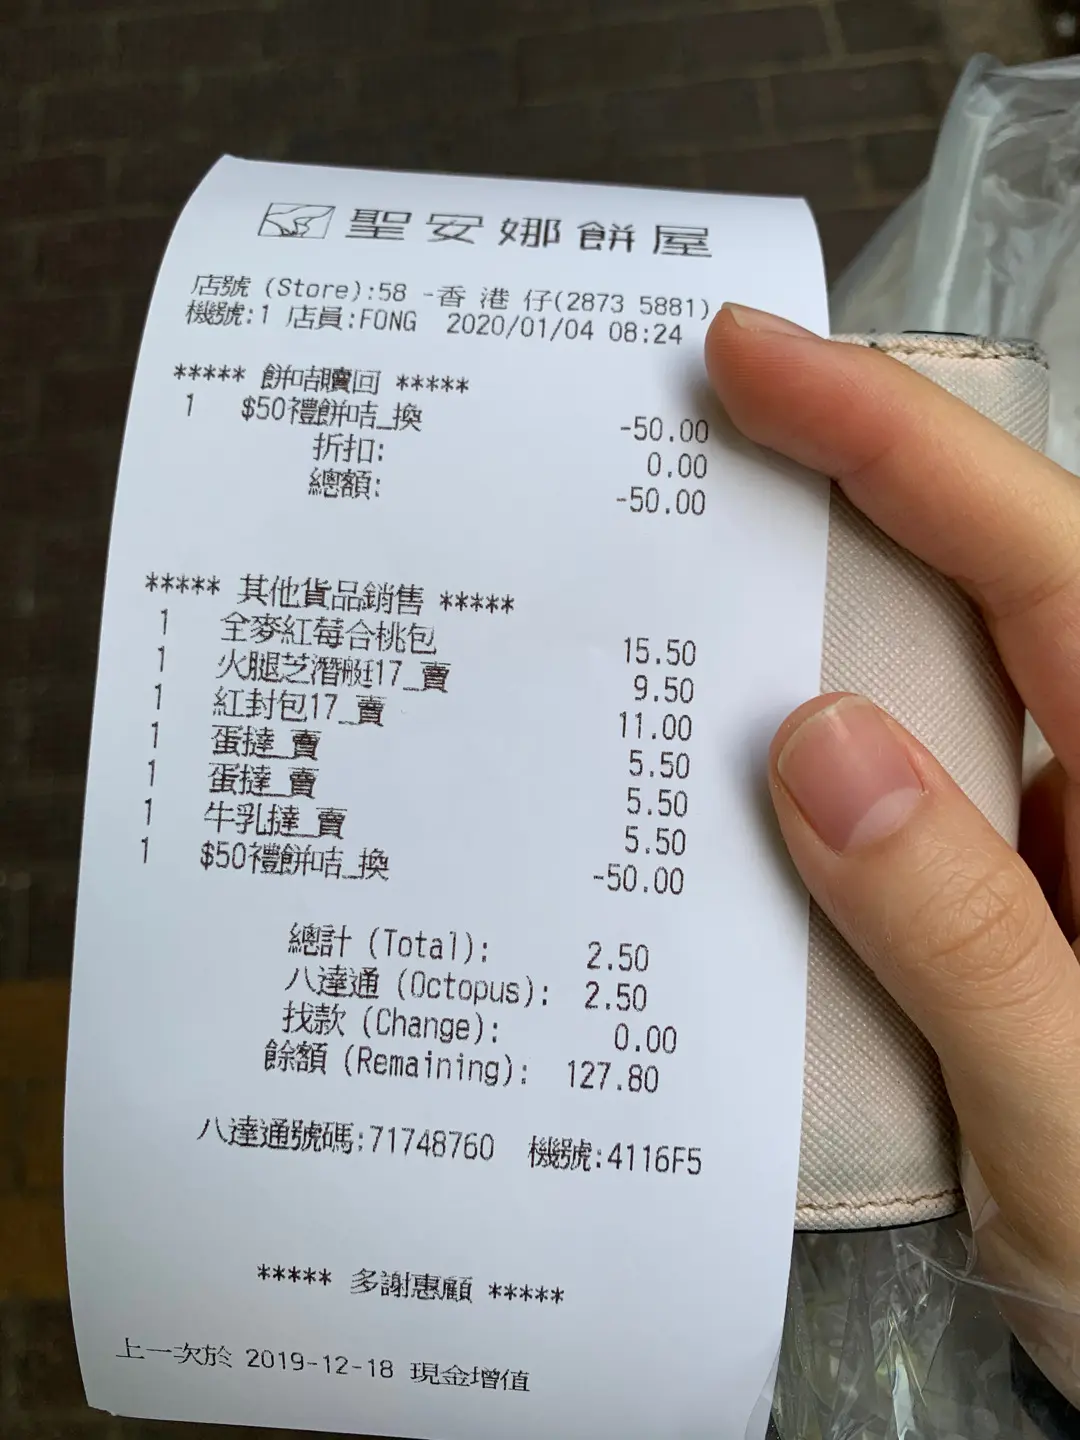 聖安娜餅屋
店號 (Store):58 -香 港 仔(2873 5881)
機號:1 店員:FONG 2020/01/04 08:24
***** 餅咭贖回 *****
1 $50禮餅咭_換 -50.00
折扣: 0.00
總額: -50.00
***** 其他貨品銷售 *****
1 全麥紅莓合桃包 15.50
1 火腿芝潛艇17_賣 9.50
1 紅封包17_賣 11.00
1 蛋撻_賣 5.50
1 蛋撻_賣 5.50
1 牛乳撻_賣 5.50
1 $50禮餅咭_換 -50.00
總計 (Total): 2.50
八達通 (Octopus): 2.50
找款 (Change): 0.00
餘額 (Remaining): 127.80
八達通號碼:71748760 機號:4116F5
***** 多謝惠顧 *****
上一次於 2019-12-18 現金增值